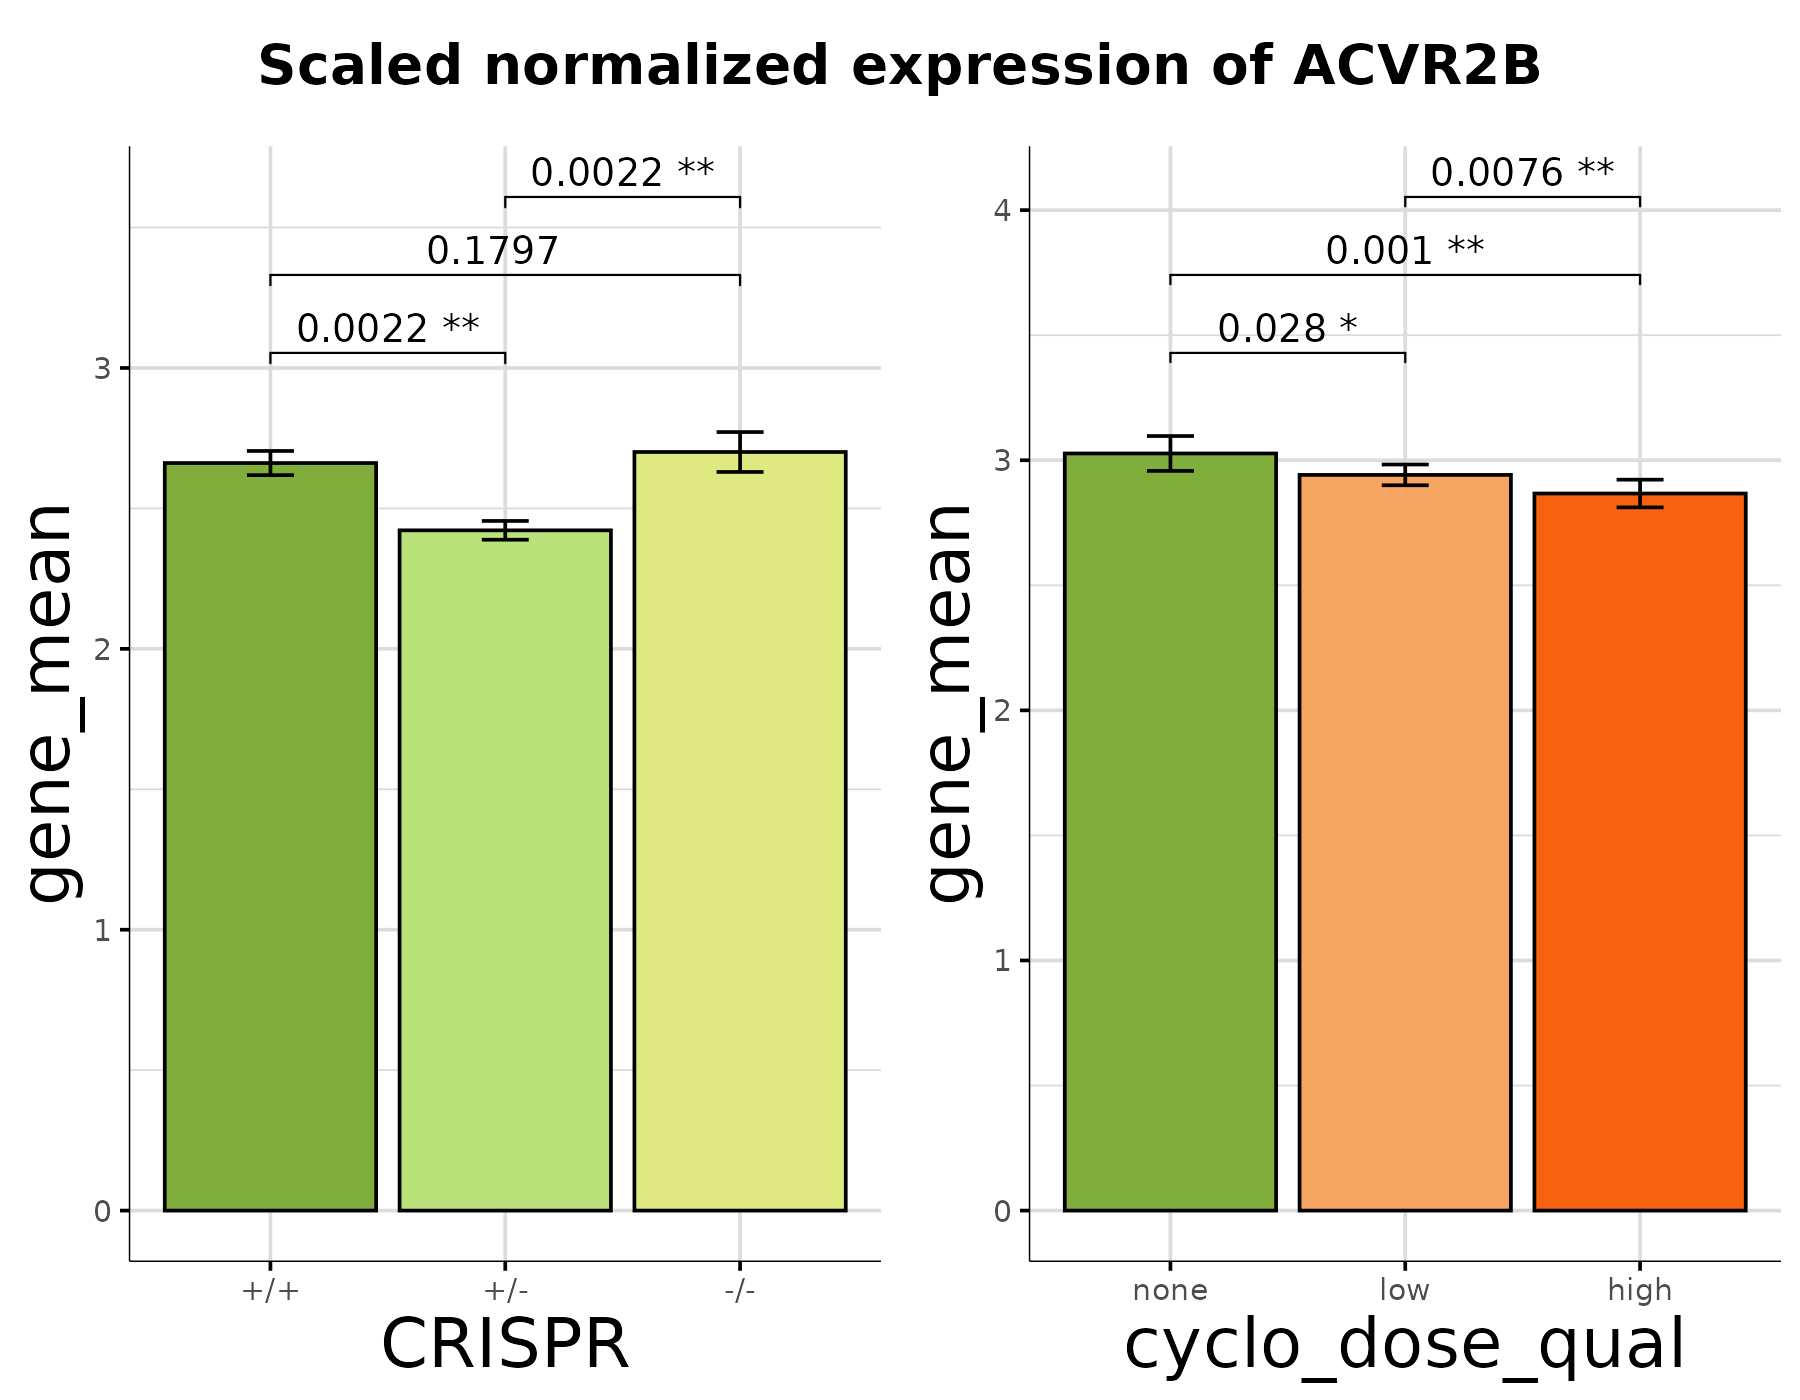 Scaled normalized expression of ACVR2B
0.0022 **
0.1797
0.0022 **
3
2
1
0
gene_mean
+/+ +/- -/-
CRISPR
0.0076 **
0.001 **
0.028 *
4
3
2
1
0
gene_mean
none low high
cyclo_dose_qual